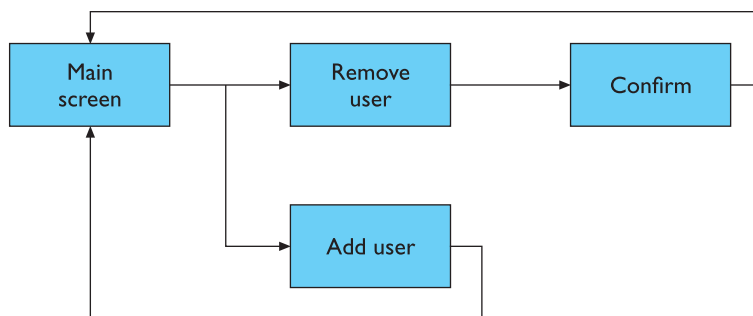 Main
screen
Remove
user
Confirm
Add user